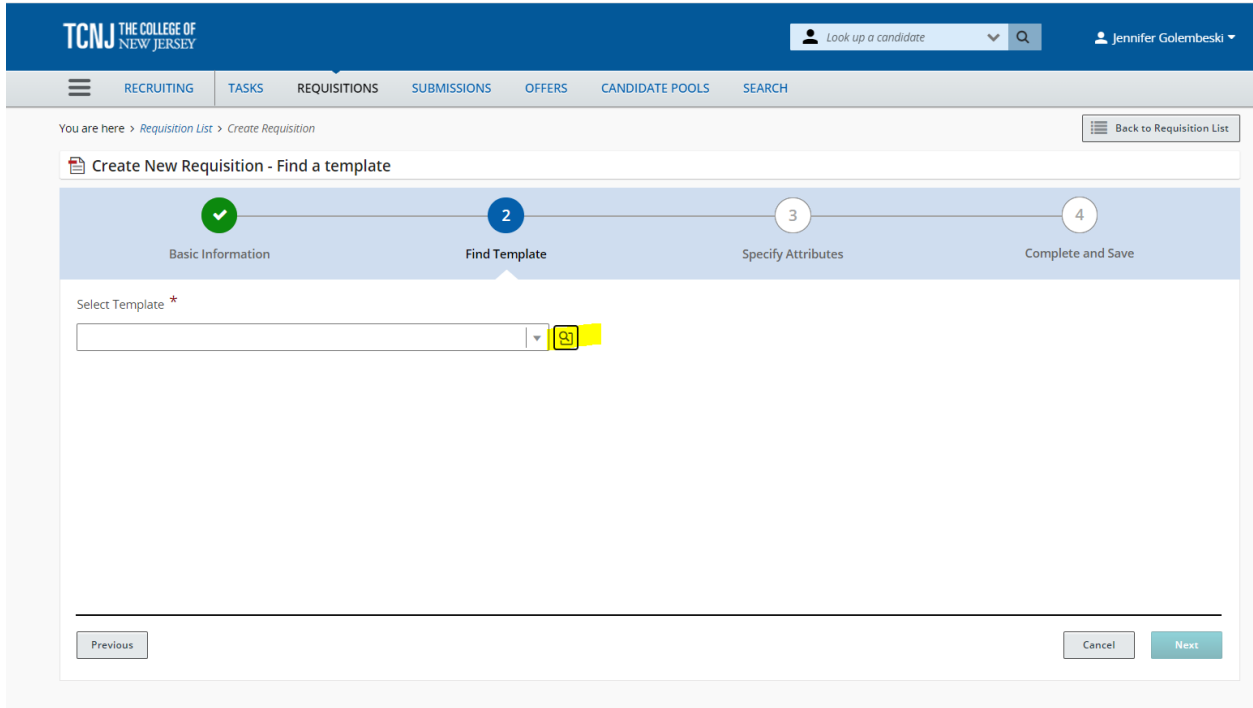 TCNJ THE COLLEGE OF
NEW JERSEY
Look up a candidate
Jennifer Golembeski
RECRUITING TASKS REQUISITIONS SUBMISSIONS OFFERS CANDIDATE POOLS SEARCH
You are here > Requisition List > Create Requisition
Back to Requisition List
Create New Requisition - Find a template
2 3 4
Basic Information Find Template Specify Attributes Complete and Save
Select Template *
Previous Cancel Next